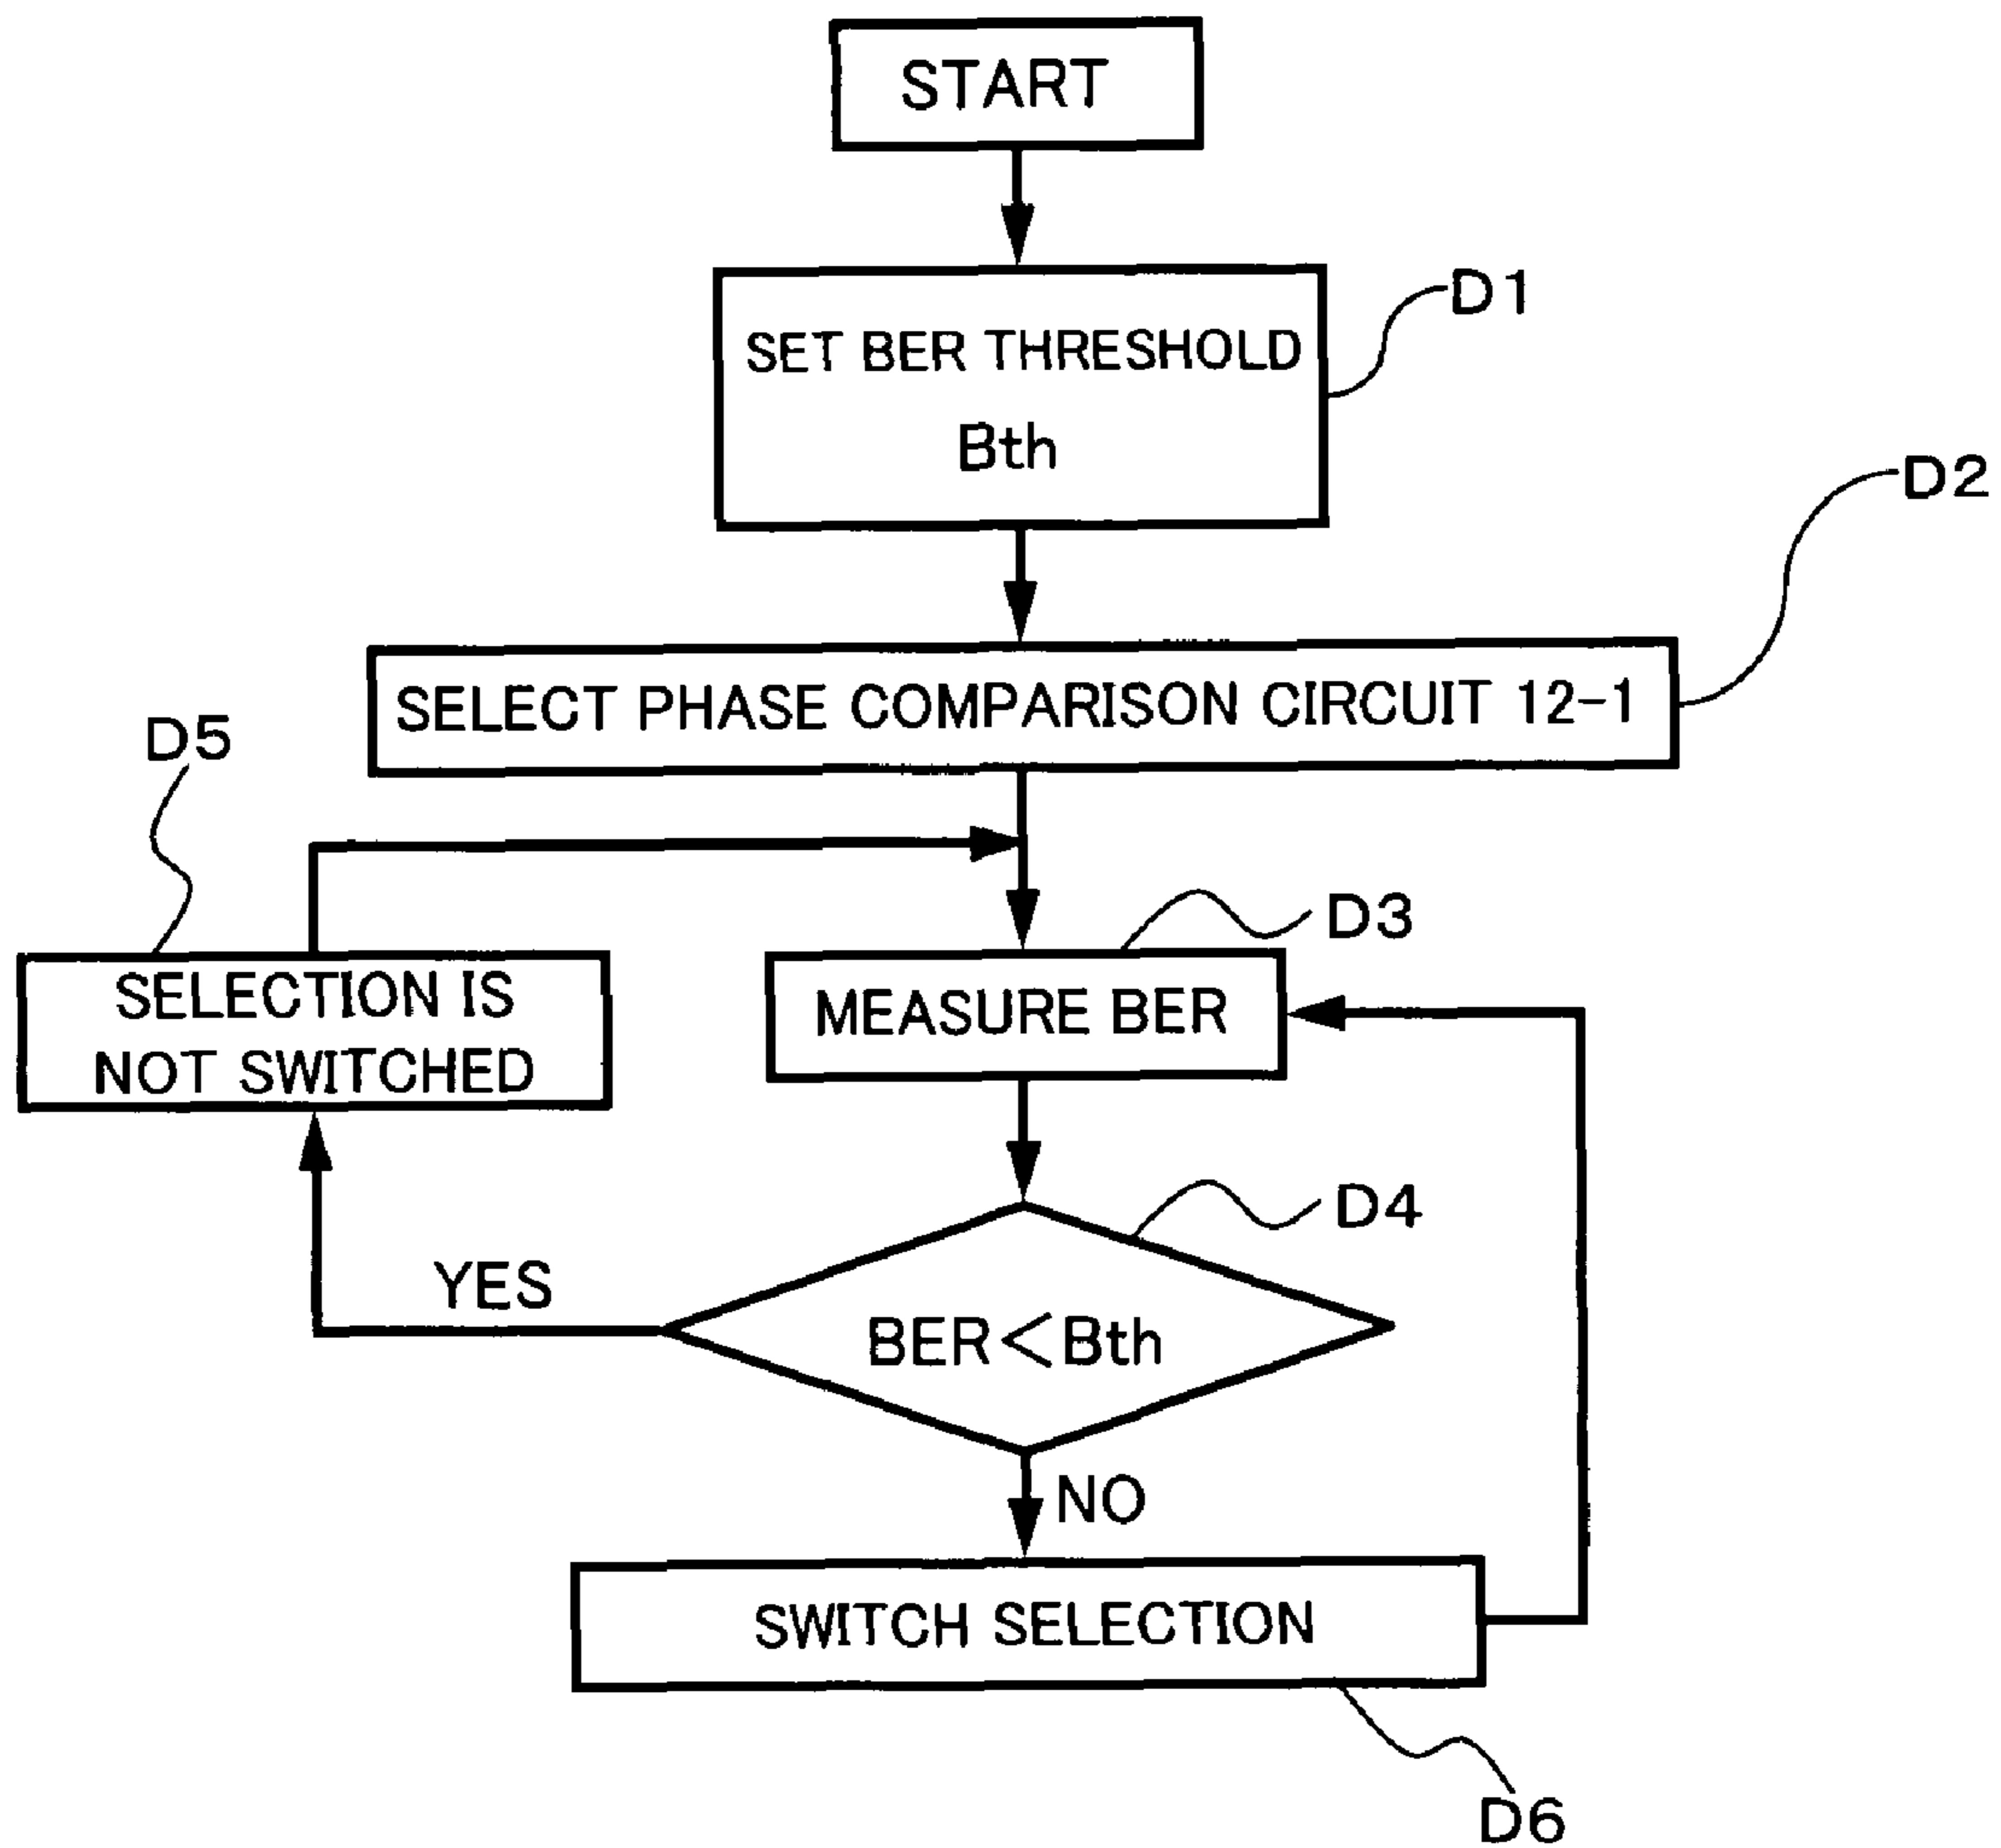 START
SET BER THRESHOLD
Bth
D1
D2
SELECT PHASE COMPARISON CIRCUIT 12-1
D5
D3
SELECTION IS
NOT SWITCHED
MEASURE BER
D4
YES
BER<Bth
NO
SWITCH SELECTION
D6